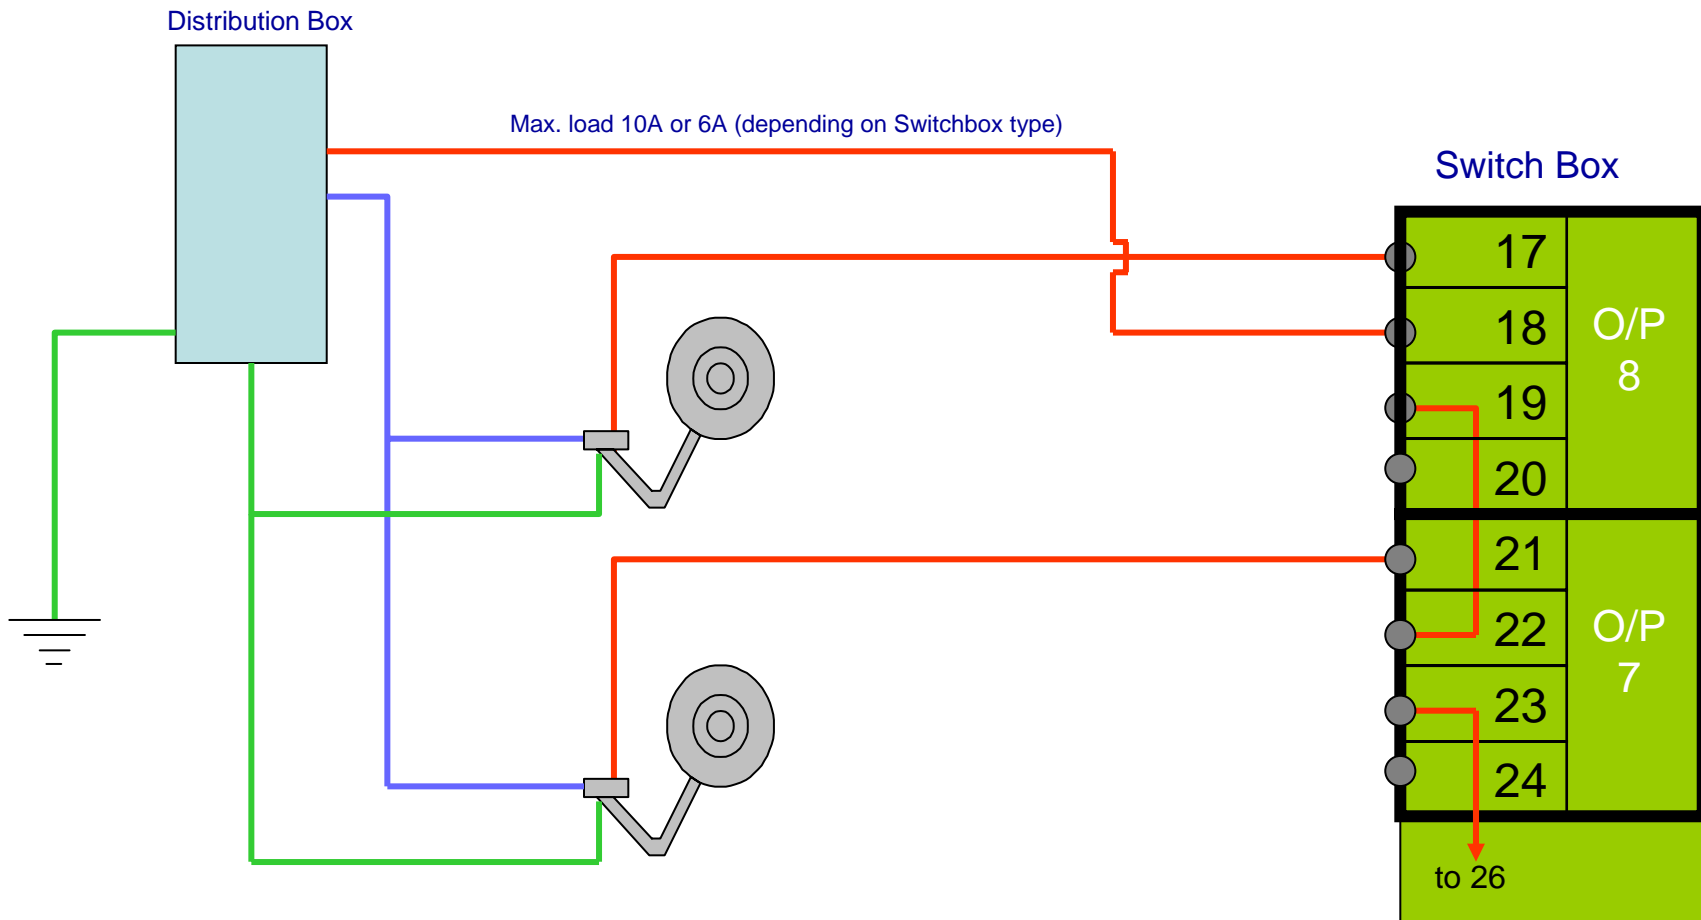 Distribution Box
Max. load 10A or 6A (depending on Switchbox type)
Switch Box
17
18
19
20
O/P
8
21
22
23
24
O/P
7
to 26